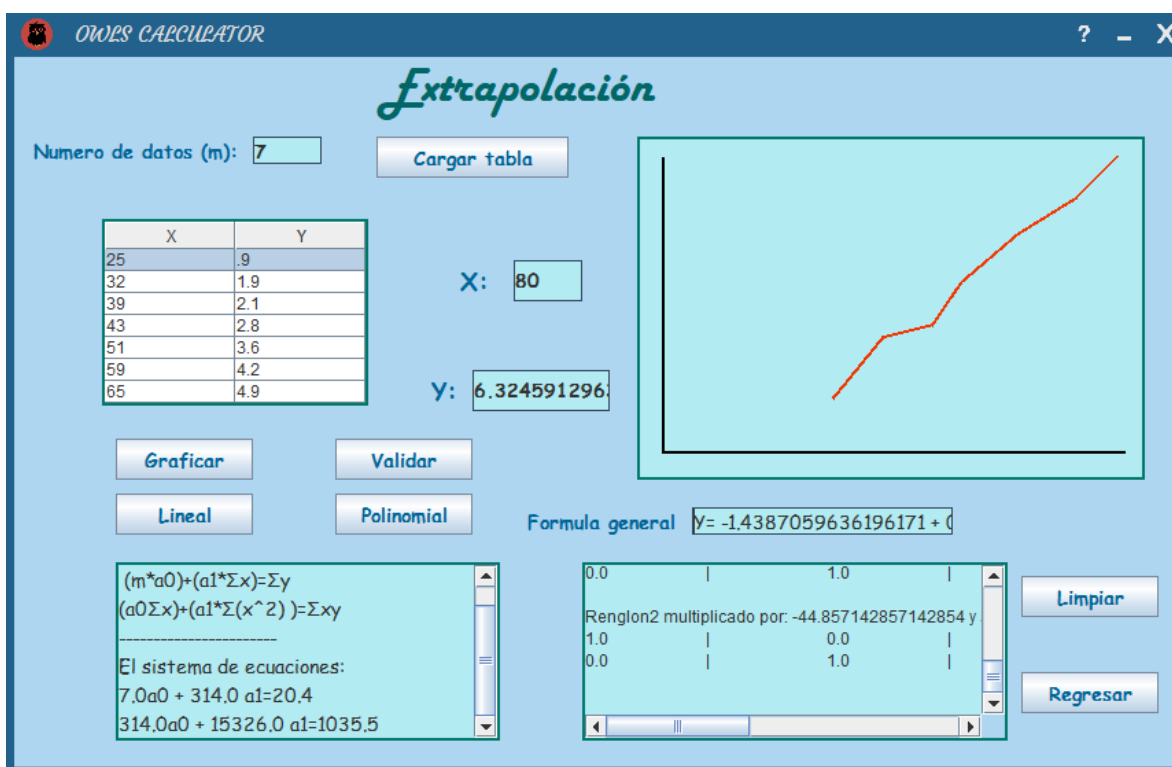 OWLS CALCULATOR
?
Extrapolación
Numero de datos (m): 7
Cargar tabla
X Y
25 .9
32 1.9
39 2.1
43 2.8
51 3.6
59 4.2
65 4.9
X: 80
Y: 6.3245912963
Graficar
Validar
Lineal
Polinomial
Formula general Y= -1.4387059636196171 +
(m*a0)+(a1*Σx)=Σy
(a0Σx)+(a1*Σ(x^2) )=Σxy
-----------------------
El sistema de ecuaciones:
7.0a0 + 314.0 a1=20.4
314.0a0 + 15326.0 a1=1035.5
0.0 | 1.0 |
Renglon2 multiplicado por: -44.857142857142854 y
1.0 | 0.0 |
0.0 | 1.0 |
Limpiar
Regresar